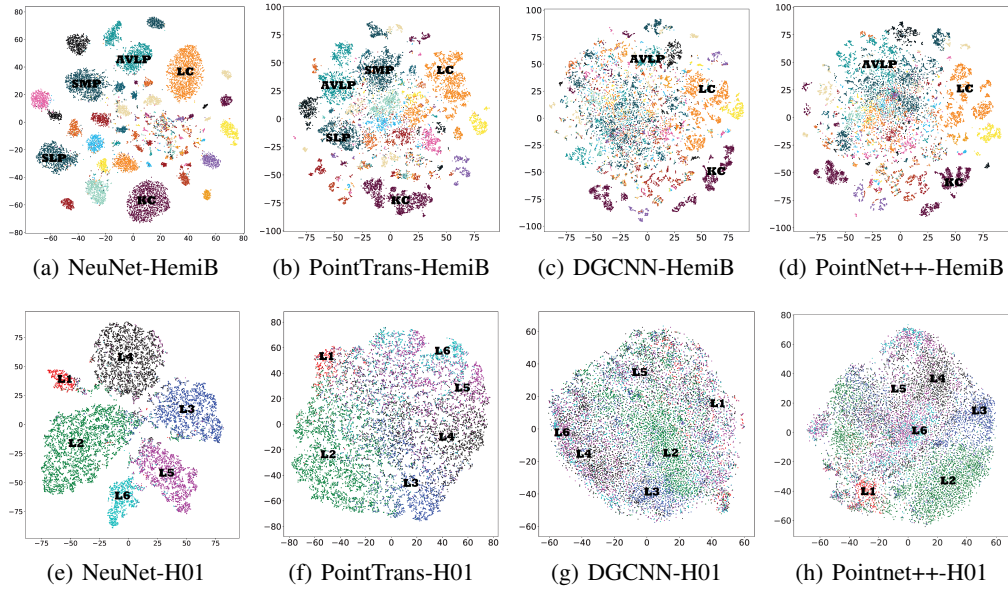 80
60
40
20
0
−20
−40
−60
−80
−60 −40 −20 0 20 40 60 80
AVLP
LC
SMP
SLP
KC
(a) NeuNet-HemiB
100
75
50
25
0
−25
−50
−75
−100
−75 −50 −25 0 25 50 75
SMP
LC
AVLP
SLP
KC
(b) PointTrans-HemiB
100
75
50
25
0
−25
−50
−75
−100
−75 −50 −25 0 25 50 75
AVLP
LC
KC
(c) DGCNN-HemiB
100
75
50
25
0
−25
−50
−75
−100
−75 −50 −25 0 25 50 75
AVLP
LC
KC
(d) PointNet++-HemiB
75
50
25
0
−25
−50
−75
−75 −50 −25 0 25 50 75
L4
L1
L3
L2
L5
L6
(e) NeuNet-H01
80
60
40
20
0
−20
−40
−60
−80
−80 −60 −40 −20 0 20 40 60 80
L1
L6
L5
L4
L2
L3
(f) PointTrans-H01
60
40
20
0
−20
−40
−60
−60 −40 −20 0 20 40 60
L5
L1
L6
L4
L2
L3
(g) DGCNN-H01
80
60
40
20
0
−20
−40
−60
−60 −40 −20 0 20 40 60
L4
L5
L3
L6
L2
L1
(h) Pointnet++-H01